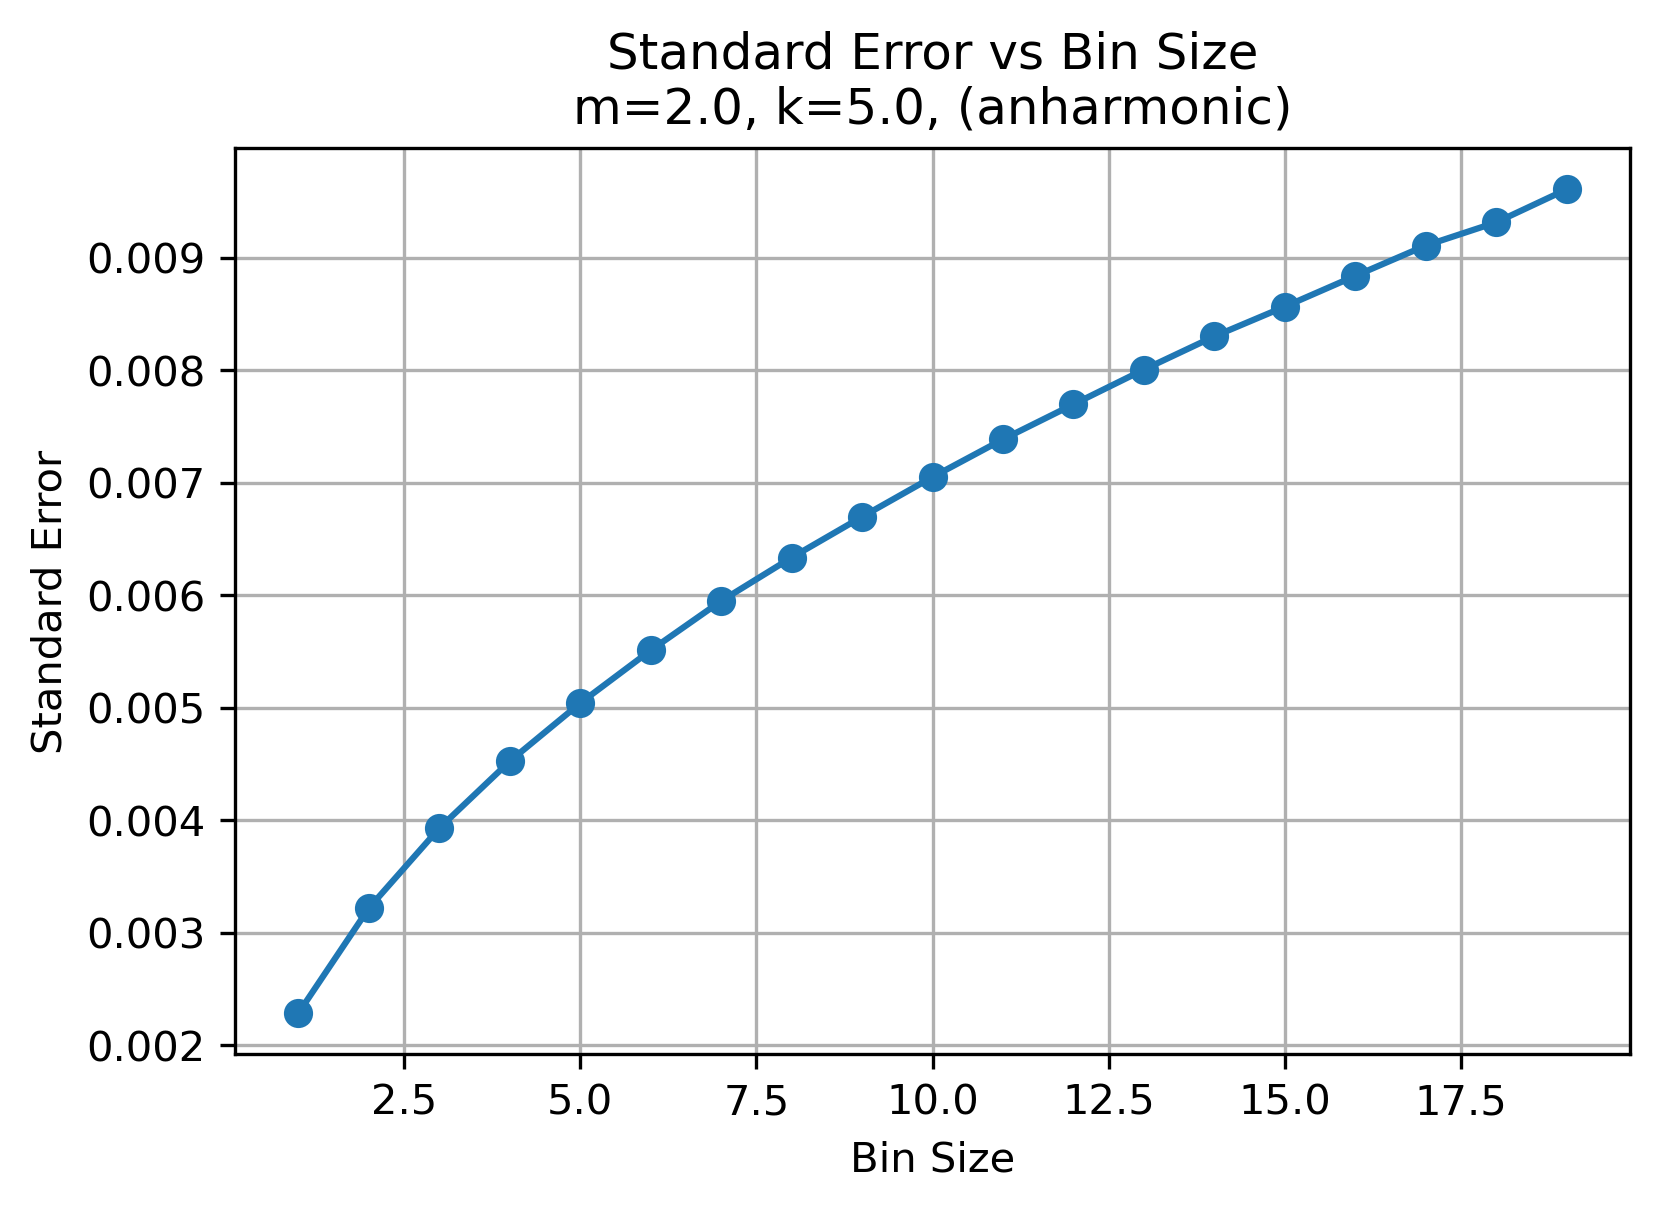 Standard Error vs Bin Size
m=2.0, k=5.0, (anharmonic)
Standard Error
0.009
0.008
0.007
0.006
0.005
0.004
0.003
0.002
2.5 5.0 7.5 10.0 12.5 15.0 17.5
Bin Size